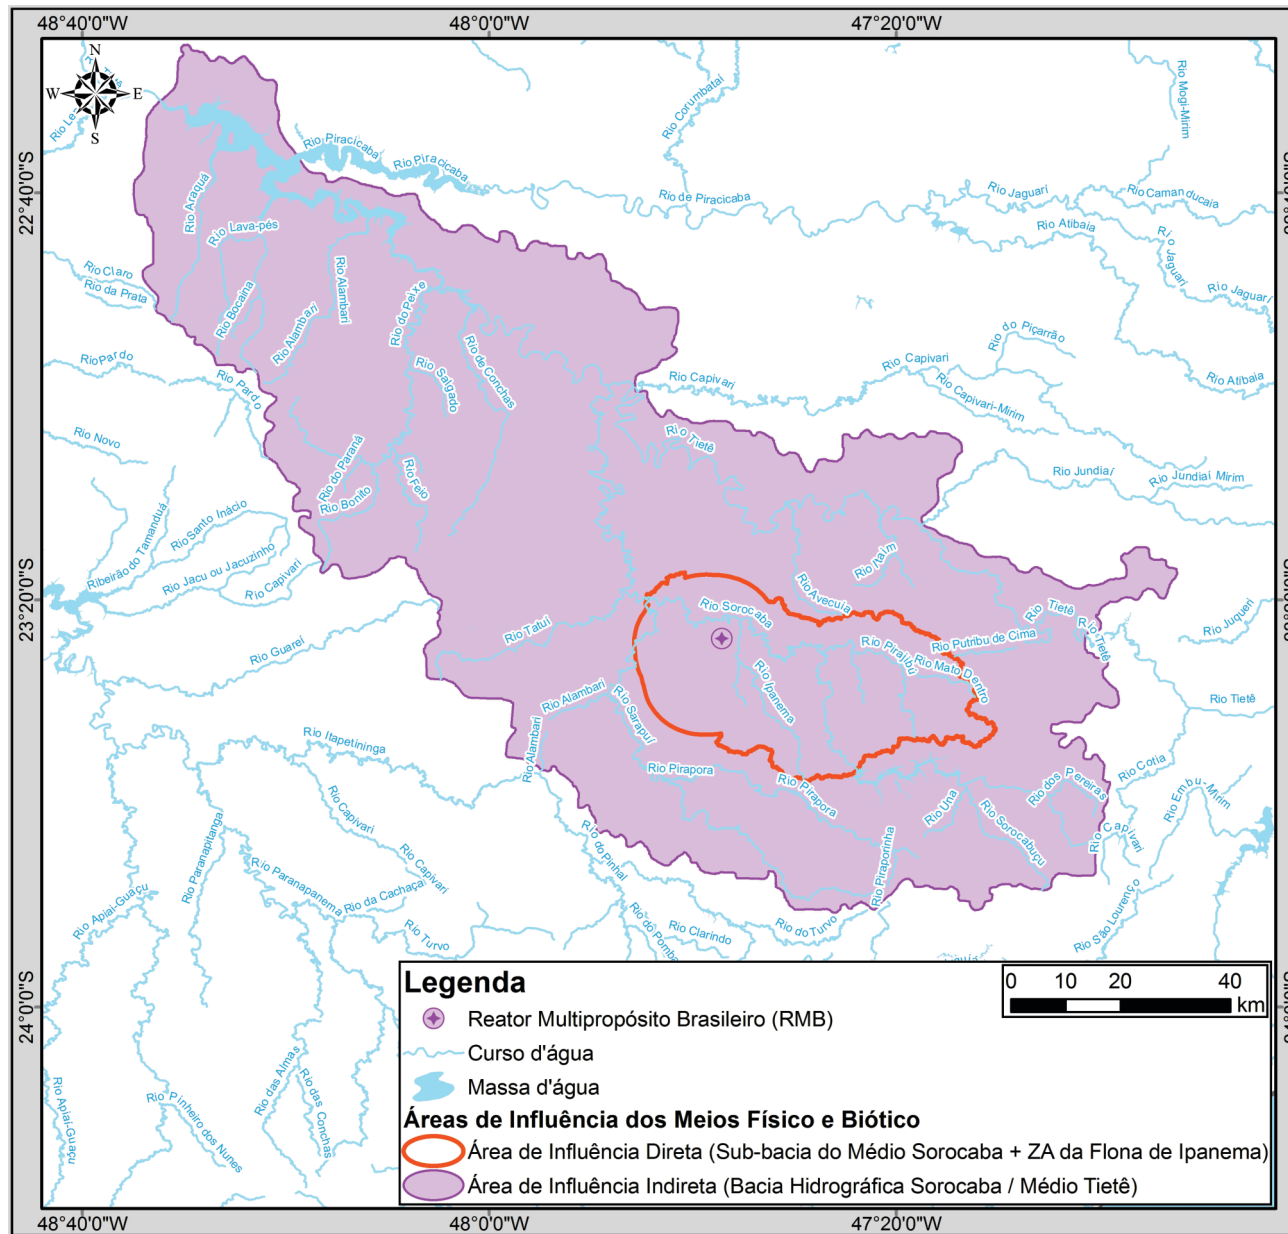 48°40'0"W
48°0'0"W
47°20'0"W
N
W
E
S
22°40'0"S
23°20'0"S
24°0'0"S
Rio Piracicaba
Rio Piracicaba
Rio Corumbataí
Rio de Piracicaba
Rio Mogi-Mirim
Rio Jaguari
Rio Camanducaia
Rio Atibaia
Rio Jaguari
Rio Jaguarí
Rio Atibaia
Rio Araquá
Rio Lava-pés
Rio Claro
Rio da Prata
Rio Bocaina
Rio Alambari
Rio Alambari
Rio do Peixe
Rio de Conchas
Rio Salgado
Rio Pardo
Rio Pardo
Rio Novo
Rio do Piçarrão
Rio Capivari
Rio Capivari
Rio Capivari-Mirim
Rio Tietê
Rio Jundiaí
Rio Jundiaí Mirim
Rio do Paraná
Rio Bonito
Rio Feio
Ribeirão do Tamanduá
Rio Santo Inácio
Rio Jacu ou Jacuzinho
Rio Capivari
Rio Guareí
Rio Tatuí
Rio Itaim
Rio Avecuia
Rio Sorocaba
Rio Tietê
Rio Tietê
Rio Juqueri
Rio Putribu de Cima
Rio Pirajibú
Rio Mato Dentro
Rio Ipanema
Rio Tietê
Rio Alambari
Rio Sarapuí
Rio Alambari
Rio Itapetininga
Rio Pirapora
Rio Pirapora
Rio Cotia
Rio dos Pereiras
Rio Embu-Mirim
Rio Una
Rio Sorocabuçu
Rio Capivari
Rio Capivari
Rio Capivari
Rio Paranapitanga
Rio Paranapanema
Rio da Cachaça
Rio Turvo
Rio Apiaí-Guaçu
Rio do Pinhal
Rio Piraporinha
Rio do Turvo
Rio Clarindo
Rio São Lourenço
Rio das Almas
Rio das Conchas
Rio Pinheiro dos Nunes
Rio Apiaí-Guaçu
Legenda
Reator Multipropósito Brasileiro (RMB)
Curso d'água
Massa d'água
Áreas de Influência dos Meios Físico e Biótico
Área de Influência Direta (Sub-bacia do Médio Sorocaba + ZA da Flona de Ipanema)
Área de Influência Indireta (Bacia Hidrográfica Sorocaba / Médio Tietê)
0 10 20 40
km
48°40'0"W
48°0'0"W
47°20'0"W